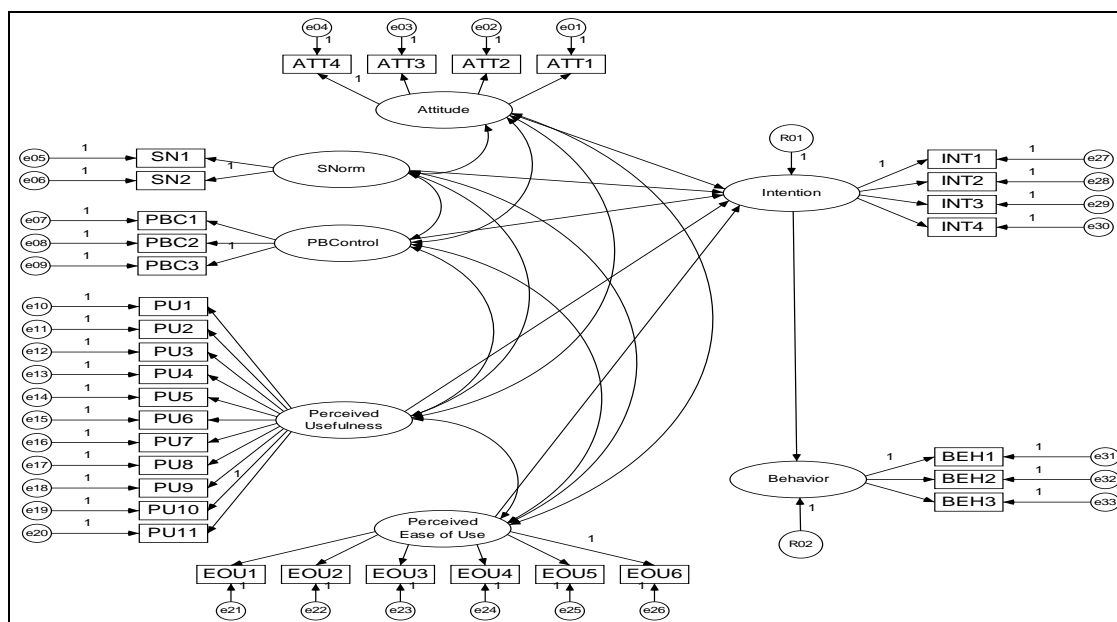 e04 e03 e02 e01
1 1 1 1
ATT4 ATT3 ATT2 ATT1
1
Attitude
R01
1
e05 1 SN1
1
SNorm
e06 1 SN2
1 INT1 1 e27
INT2 1 e28
Intention
INT3 1 e29
INT4 1 e30
e07 1 PBC1
e08 1 PBC2 1
PBControl
e09 1 PBC3
e10 1 PU1
e11 1 PU2
e12 1 PU3
e13 1 PU4
e14 1 PU5
e15 1 PU6
Perceived
Usefulness
e16 1 PU7
e17 1 PU8
1
e18 1 PU9
e19 1 PU10
e20 1 PU11
1 BEH1 1 e31
Behavior
BEH2 1 e32
BEH3 1 e33
1
R02
Perceived
Ease of Use
1
EOU1 EOU2 EOU3 EOU4 EOU5 EOU6
1 1 1 1 1 1
e21 e22 e23 e24 e25 e26